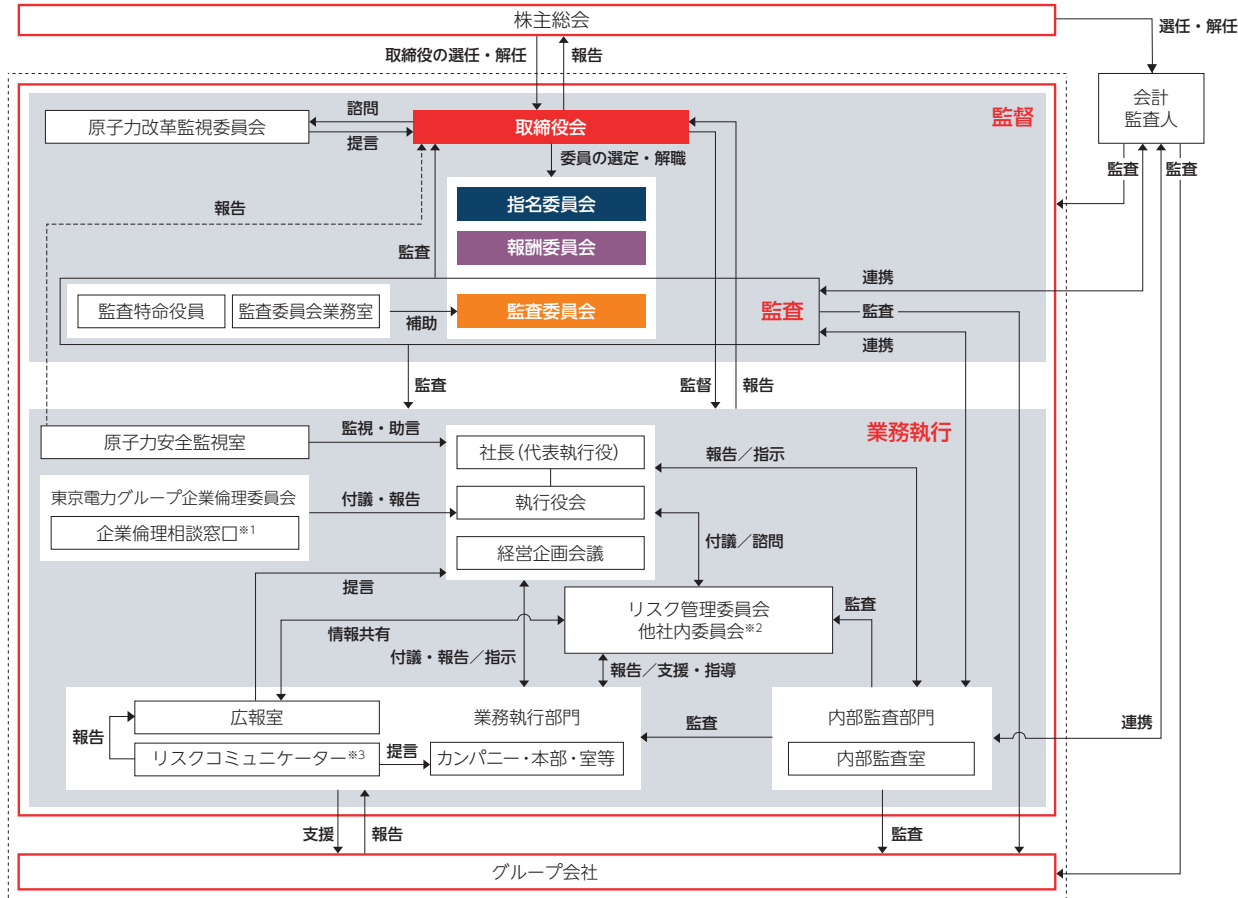 株主総会
選任・解任
取締役の選任・解任
報告
会計
監査人
監督
諮問
原子力改革監視委員会
取締役会
提言
委員の選定・解職
監査
監査
指名委員会
報告
報酬委員会
監査
連携
監査特命役員
監査委員会業務室
補助
監査委員会
監査
監査
連携
監査
監督
報告
業務執行
原子力安全監視室
監視・助言
社長(代表執行役)
報告/指示
東京電力グループ企業倫理委員会
付議・報告
執行役会
企業倫理相談窓口※1
付議/諮問
経営企画会議
提言
リスク管理委員会
他社内委員会※2
監査
情報共有
付議・報告/指示
報告/支援・指導
広報室
業務執行部門
内部監査部門
報告
監査
連携
リスクコミュニケーター※3
提言
カンパニー・本部・室等
内部監査室
支援
報告
監査
グループ会社